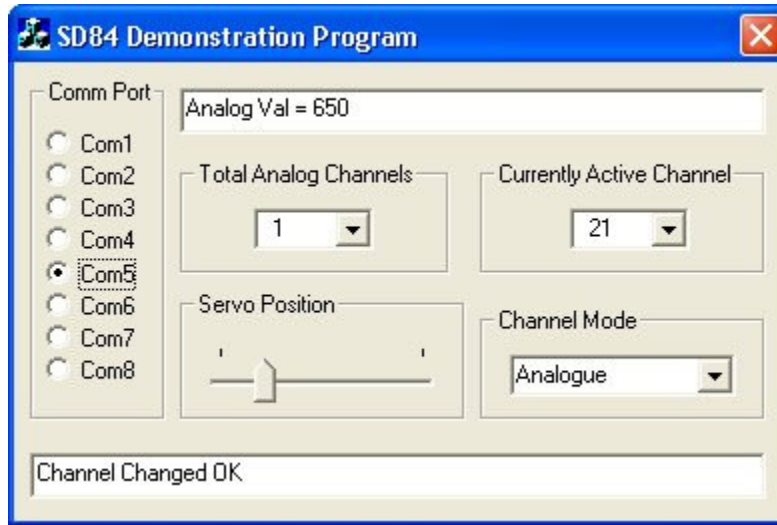 SD84 Demonstration Program
Comm Port
Com1
Com2
Com3
Com4
Com5
Com6
Com7
Com8
Analog Val = 650
Total Analog Channels
1
Currently Active Channel
21
Servo Position
Channel Mode
Analogue
Channel Changed OK